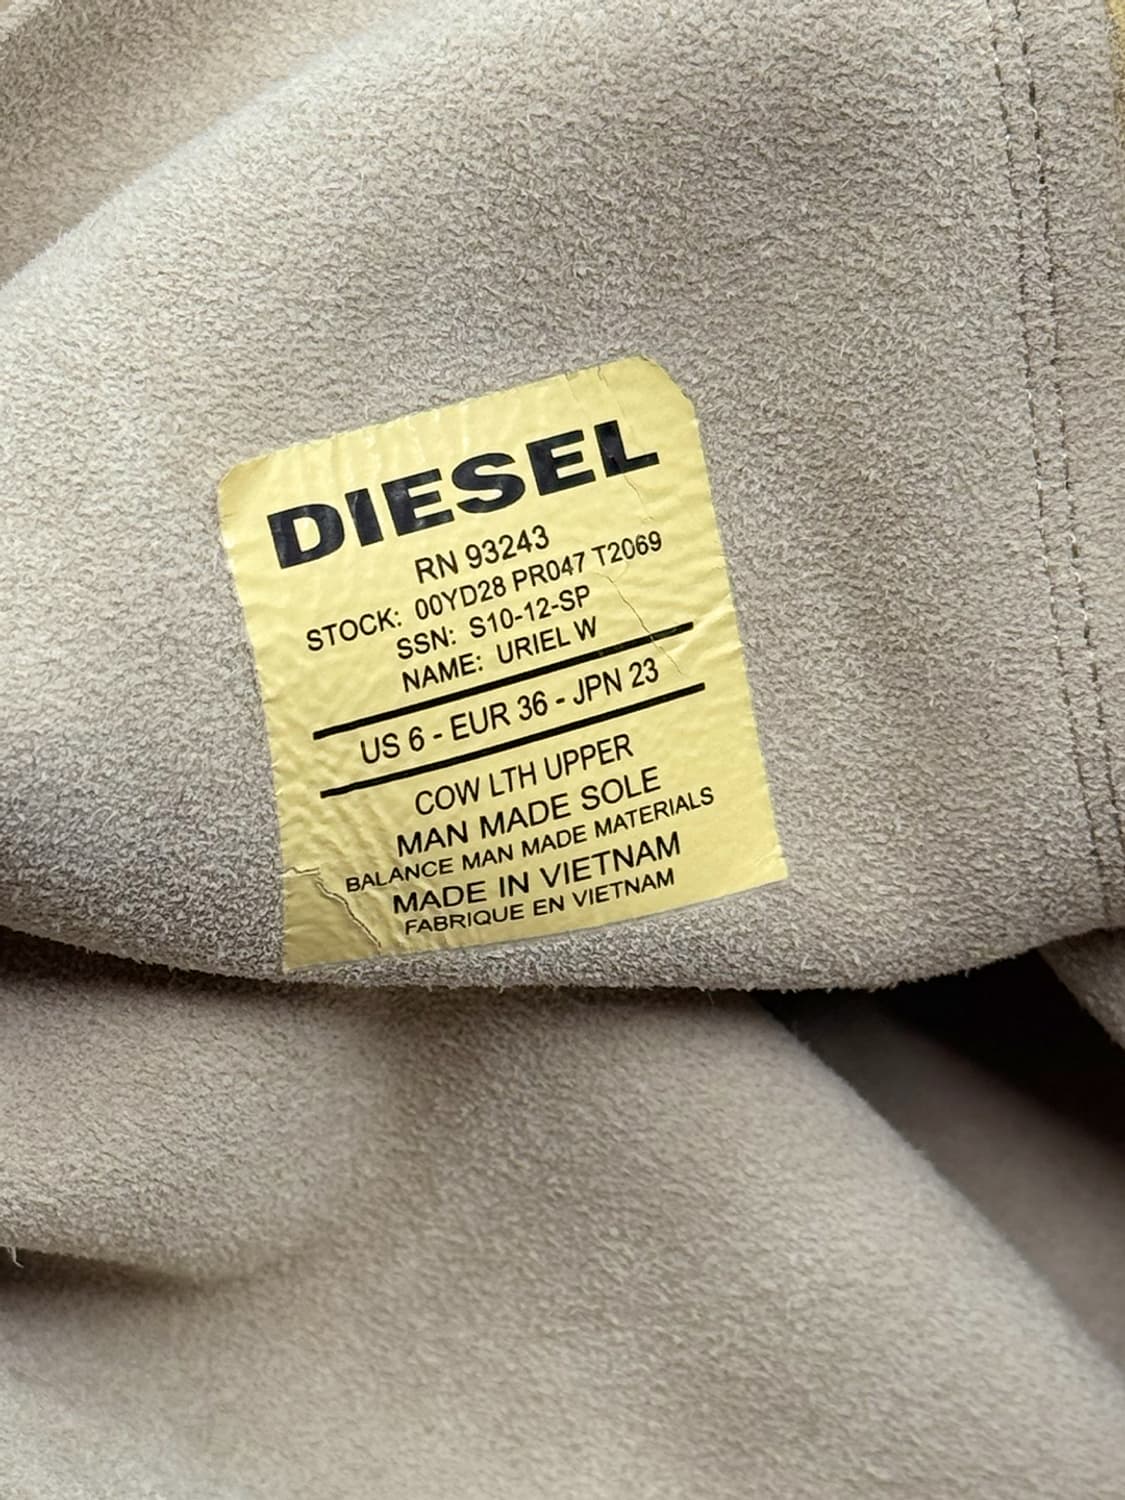 DIESEL
RN 93243
STOCK: 00YD28 PR047 T2069
SSN: S10-12-SP
NAME: URIEL W
US 6 - EUR 36 - JPN 23
COW LTH UPPER
MAN MADE SOLE
BALANCE MAN MADE MATERIALS
MADE IN VIETNAM
FABRIQUE EN VIETNAM